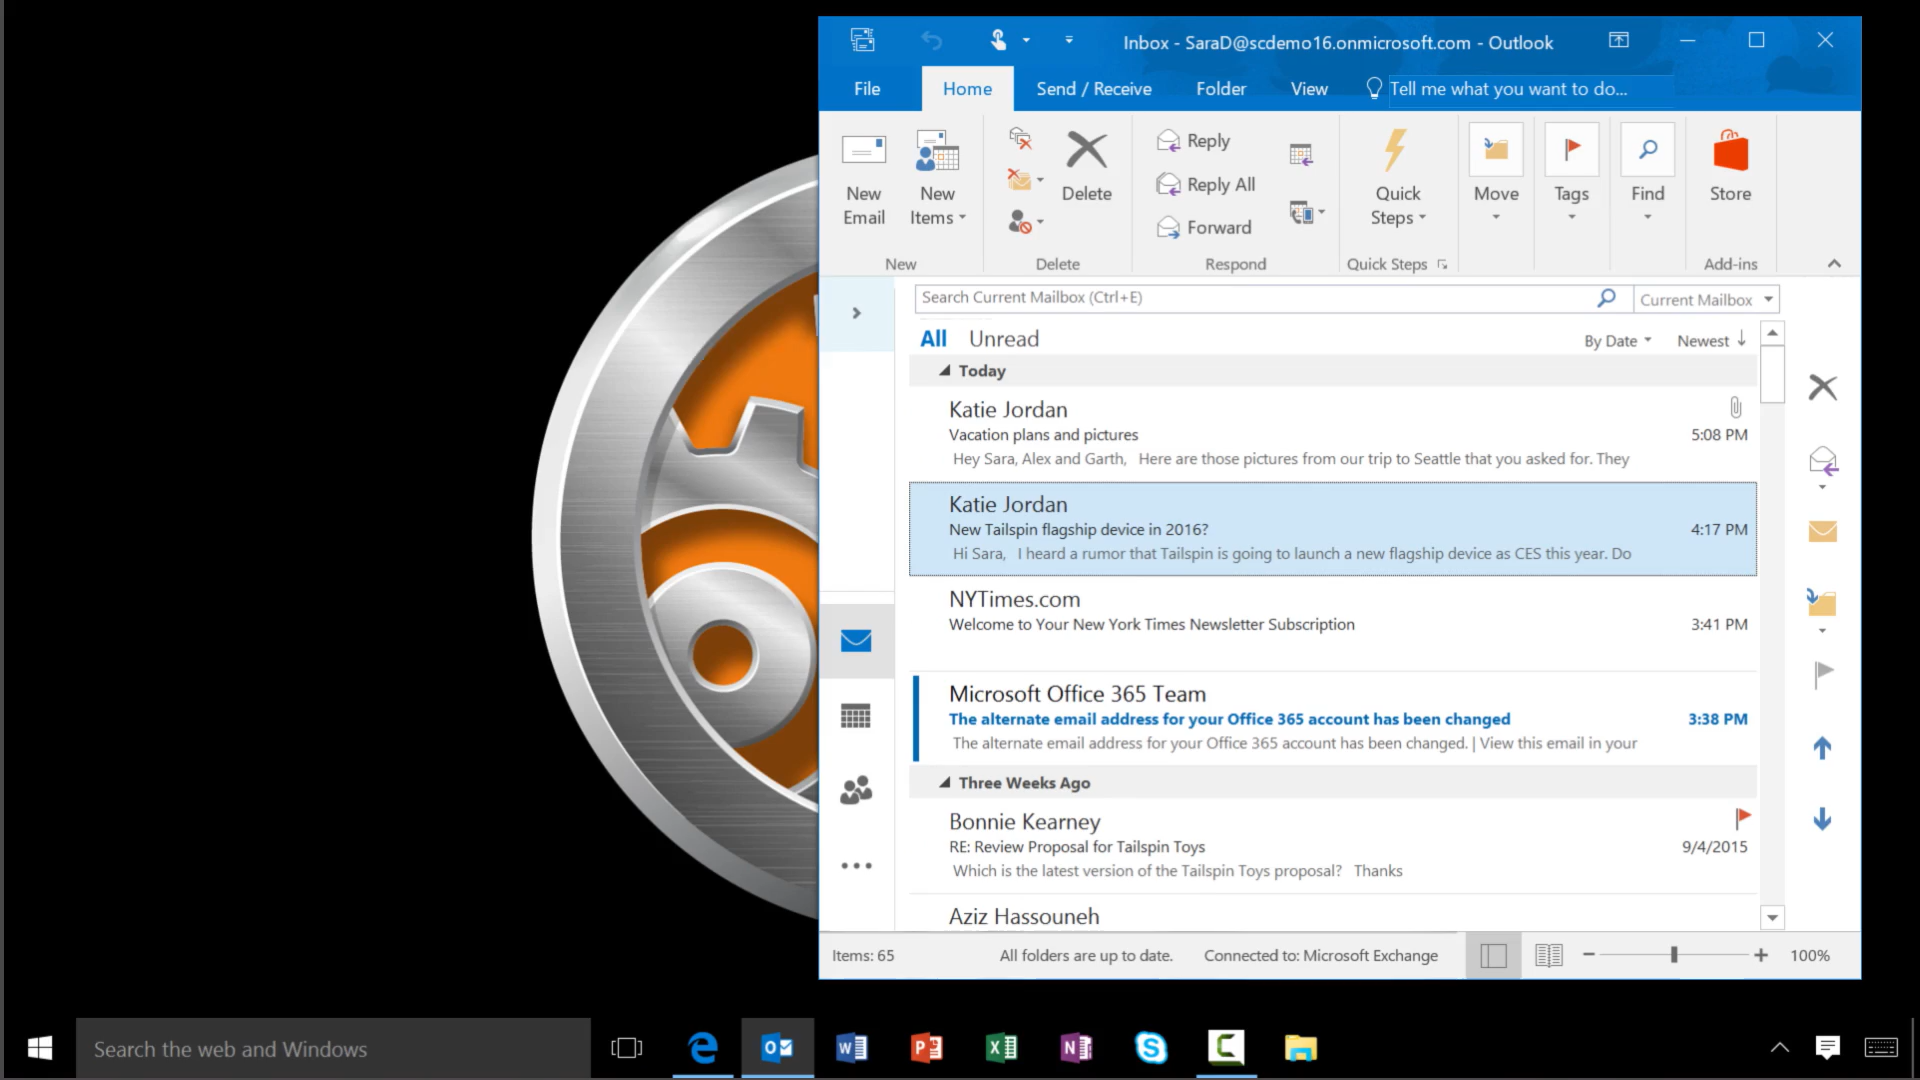 Inbox - SaraD@scdemo16.onmicrosoft.com - Outlook
File Home Send / Receive Folder View Tell me what you want to do...
New Email
New Items
Delete
Reply
Reply All
Forward
Quick Steps
Move
Tags
Find
Store
New Delete Respond Quick Steps Add-ins
Search Current Mailbox (Ctrl+E) Current Mailbox
All Unread By Date Newest
Today
Katie Jordan
Vacation plans and pictures 5:08 PM
Hey Sara, Alex and Garth, Here are those pictures from our trip to Seattle that you asked for. They
Katie Jordan
New Tailspin flagship device in 2016? 4:17 PM
Hi Sara, I heard a rumor that Tailspin is going to launch a new flagship device as CES this year. Do
NYTimes.com
Welcome to Your New York Times Newsletter Subscription 3:41 PM
Microsoft Office 365 Team
The alternate email address for your Office 365 account has been changed 3:38 PM
The alternate email address for your Office 365 account has been changed. | View this email in your
Three Weeks Ago
Bonnie Kearney
RE: Review Proposal for Tailspin Toys 9/4/2015
Which is the latest version of the Tailspin Toys proposal? Thanks
Aziz Hassouneh
Items: 65 All folders are up to date. Connected to: Microsoft Exchange 100%
Search the web and Windows